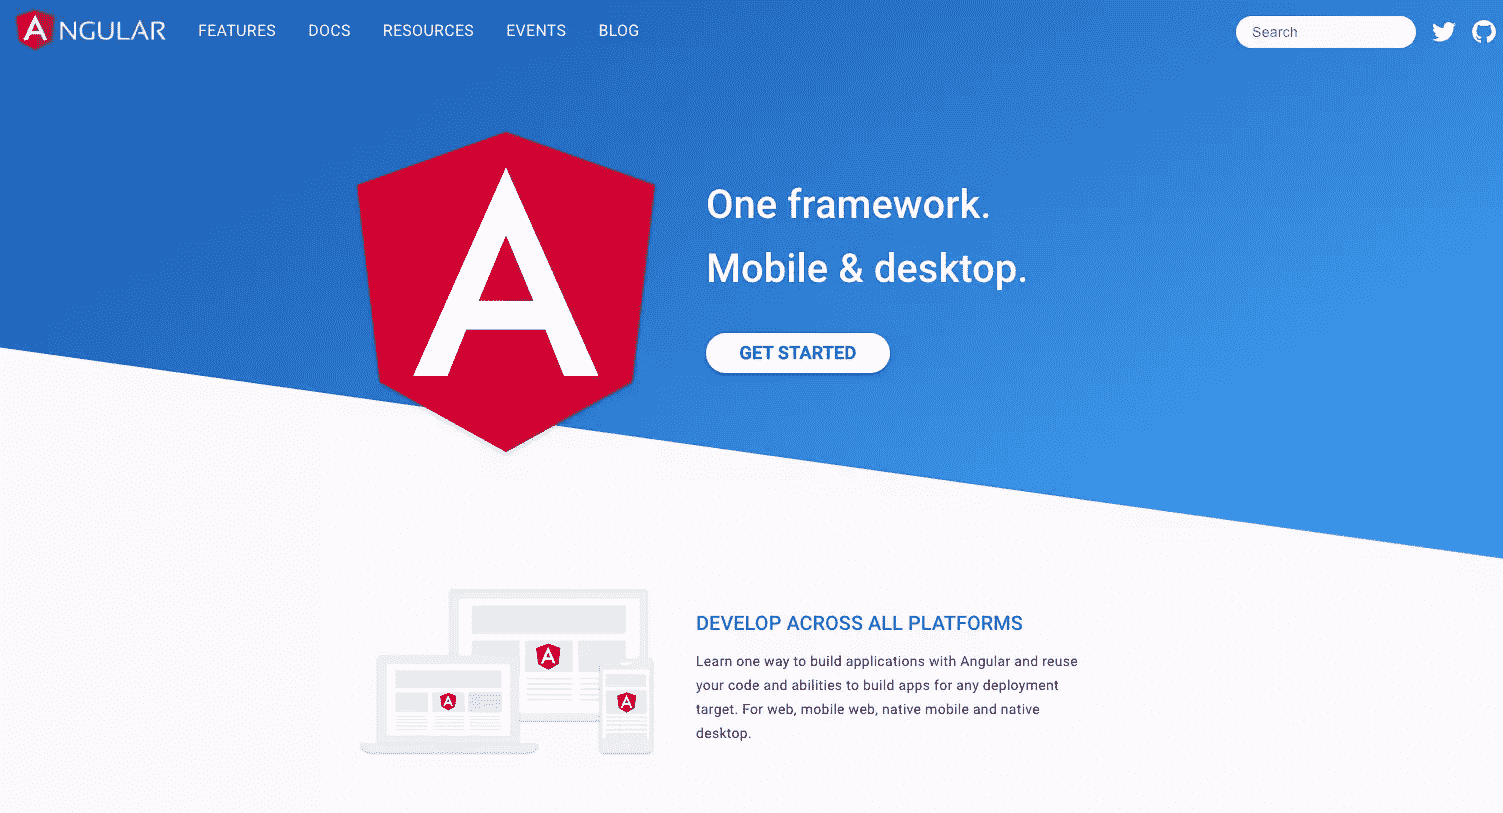 ANGULAR FEATURES DOCS RESOURCES EVENTS BLOG Search
A
One framework.
Mobile & desktop.
GET STARTED
DEVELOP ACROSS ALL PLATFORMS
Learn one way to build applications with Angular and reuse
your code and abilities to build apps for any deployment
target. For web, mobile web, native mobile and native
desktop.
A
A
A